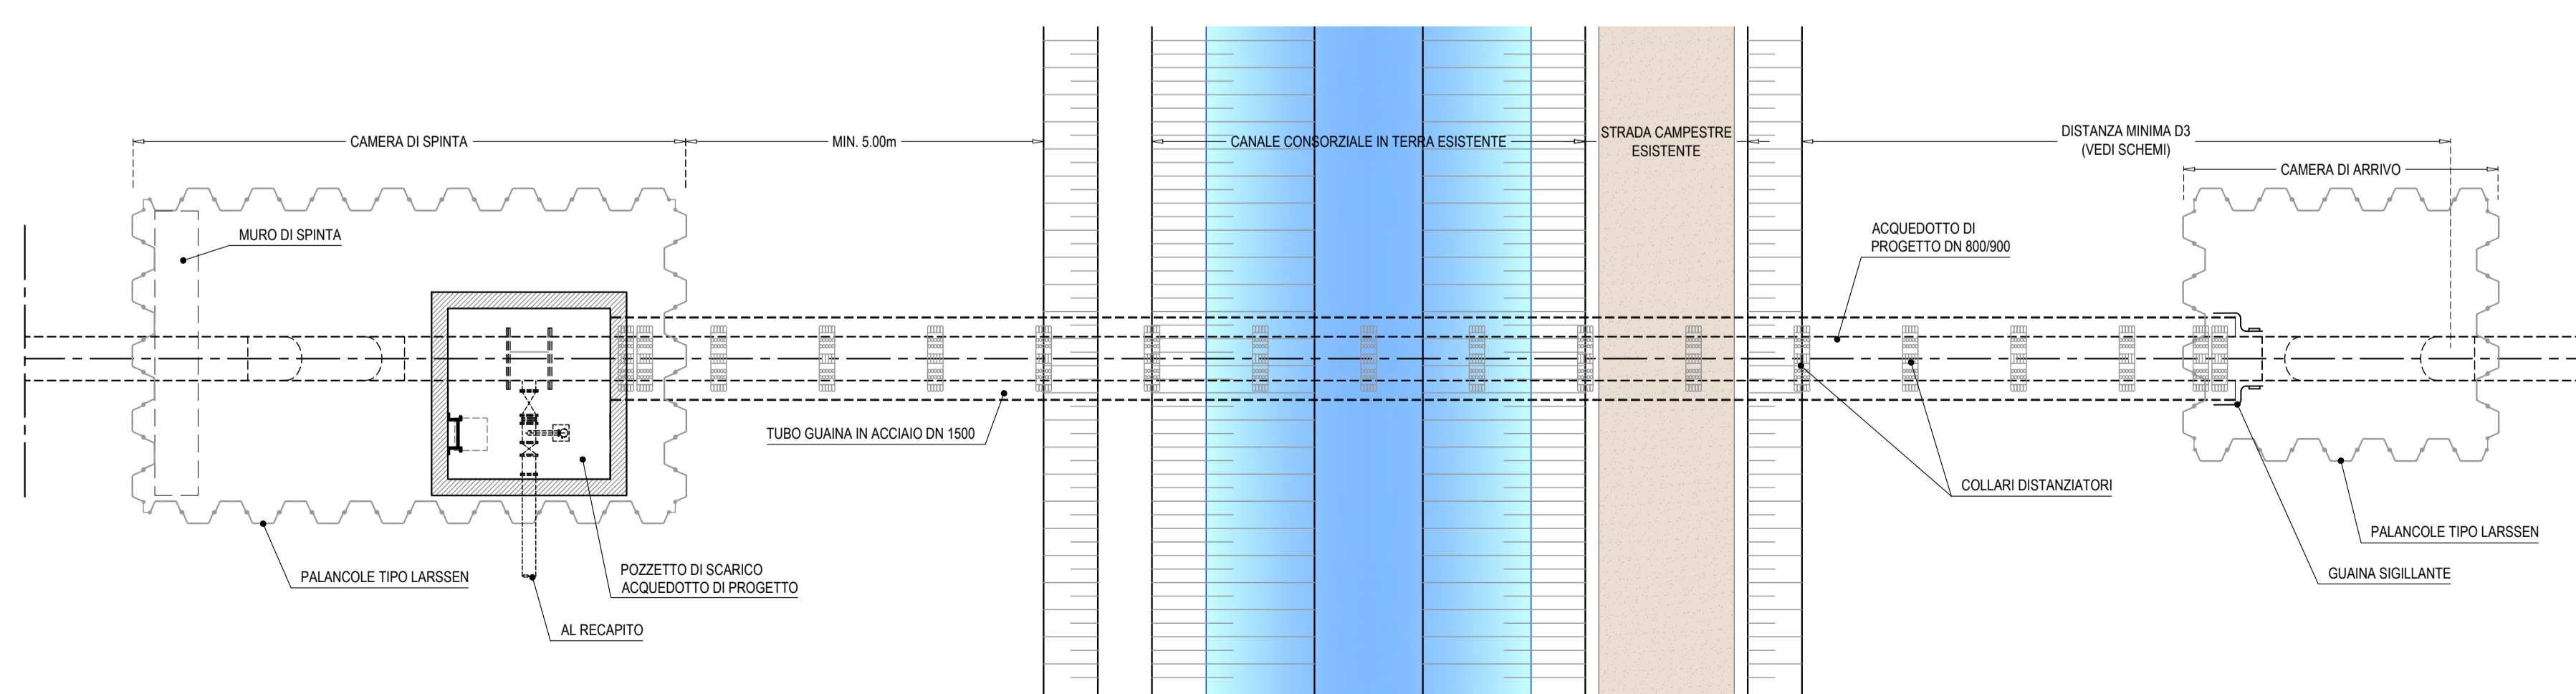 CAMERA DI SPINTA
MIN. 5.00m
CANALE CONSORZIALE IN TERRA ESISTENTE
STRADA CAMPESTRE
ESISTENTE
DISTANZA MINIMA D3
(VEDI SCHEMI)
CAMERA DI ARRIVO
MURO DI SPINTA
ACQUEDOTTO DI
PROGETTO DN 800/900
TUBO GUAINA IN ACCIAIO DN 1500
COLLARI DISTANZIATORI
PALANCOLE TIPO LARSSEN
GUAINA SIGILLANTE
PALANCOLE TIPO LARSSEN
POZZETTO DI SCARICO
ACQUEDOTTO DI PROGETTO
AL RECAPITO